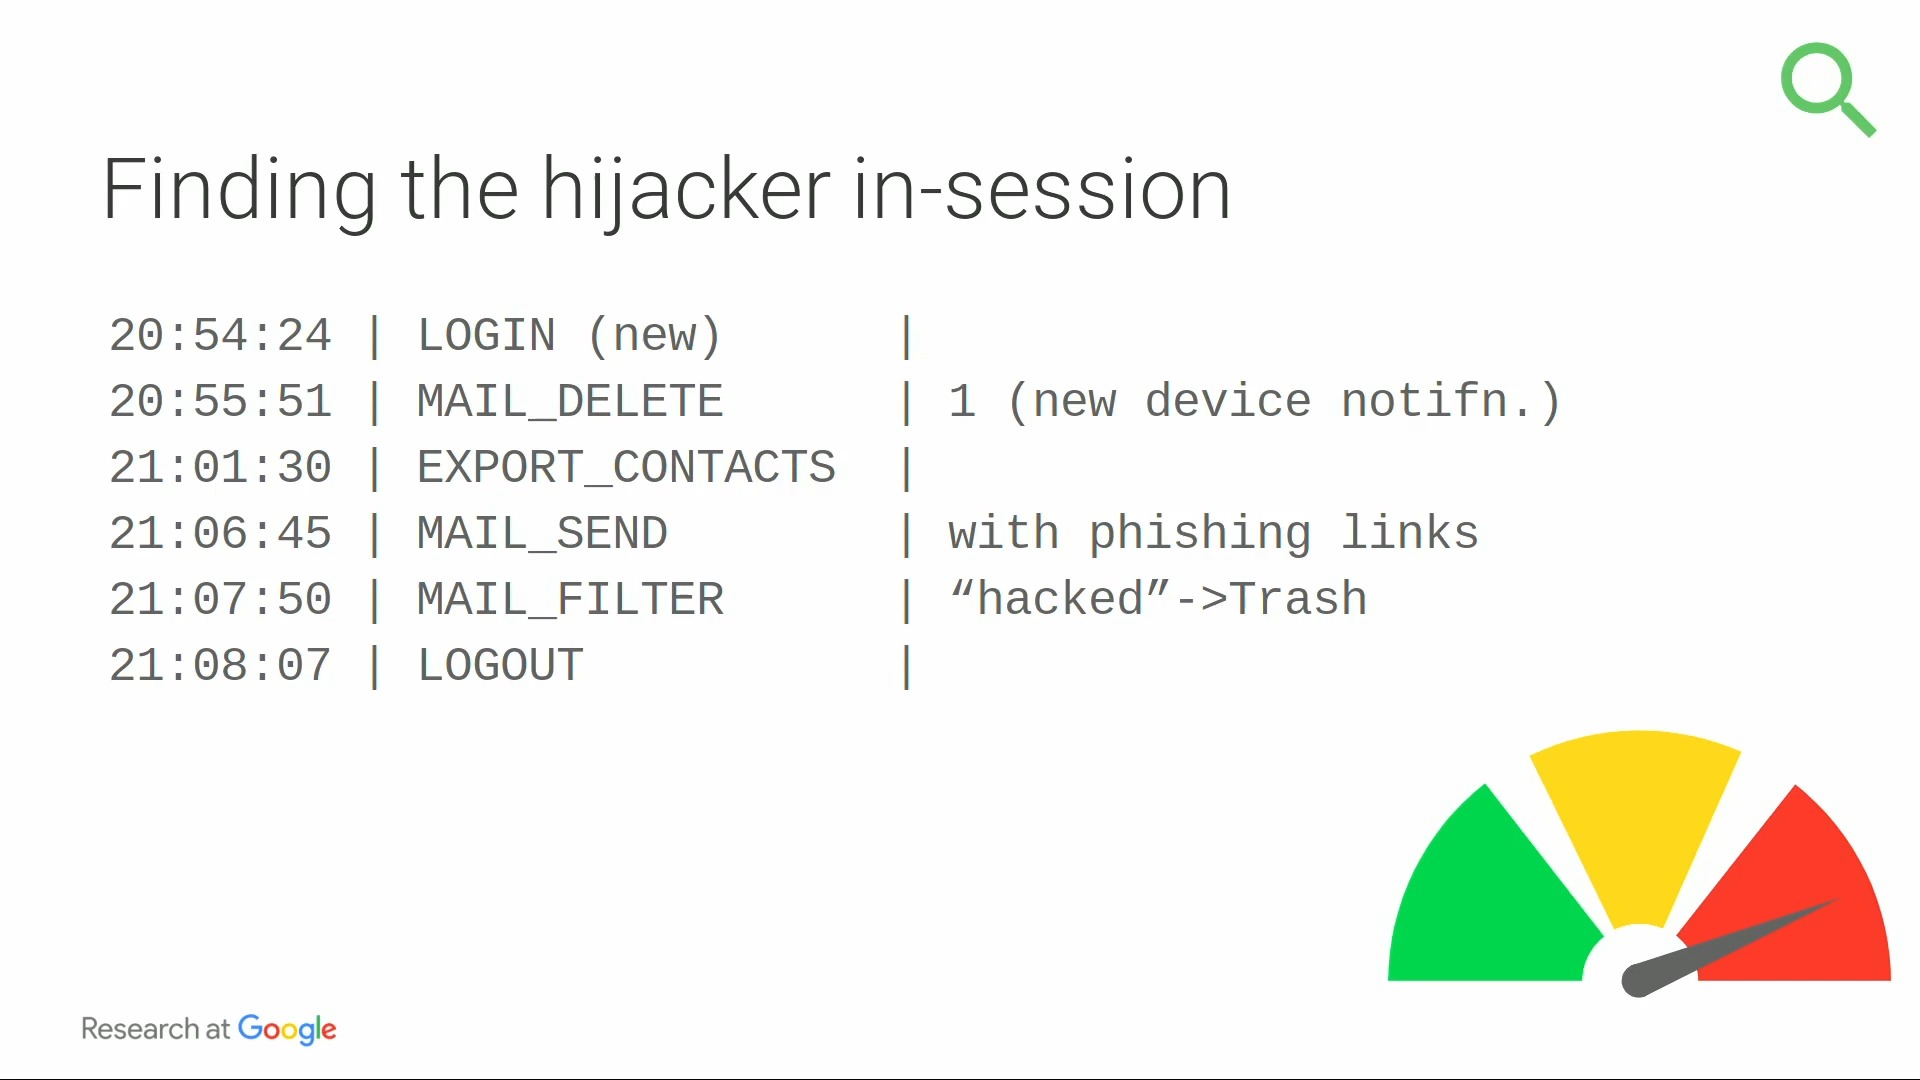 Finding the hijacker in-session
20:54:24 | LOGIN (new) |
20:55:51 | MAIL_DELETE | 1 (new device notifn.)
21:01:30 | EXPORT_CONTACTS |
21:06:45 | MAIL_SEND | with phishing links
21:07:50 | MAIL_FILTER | “hacked”->Trash
21:08:07 | LOGOUT |
Research at Google